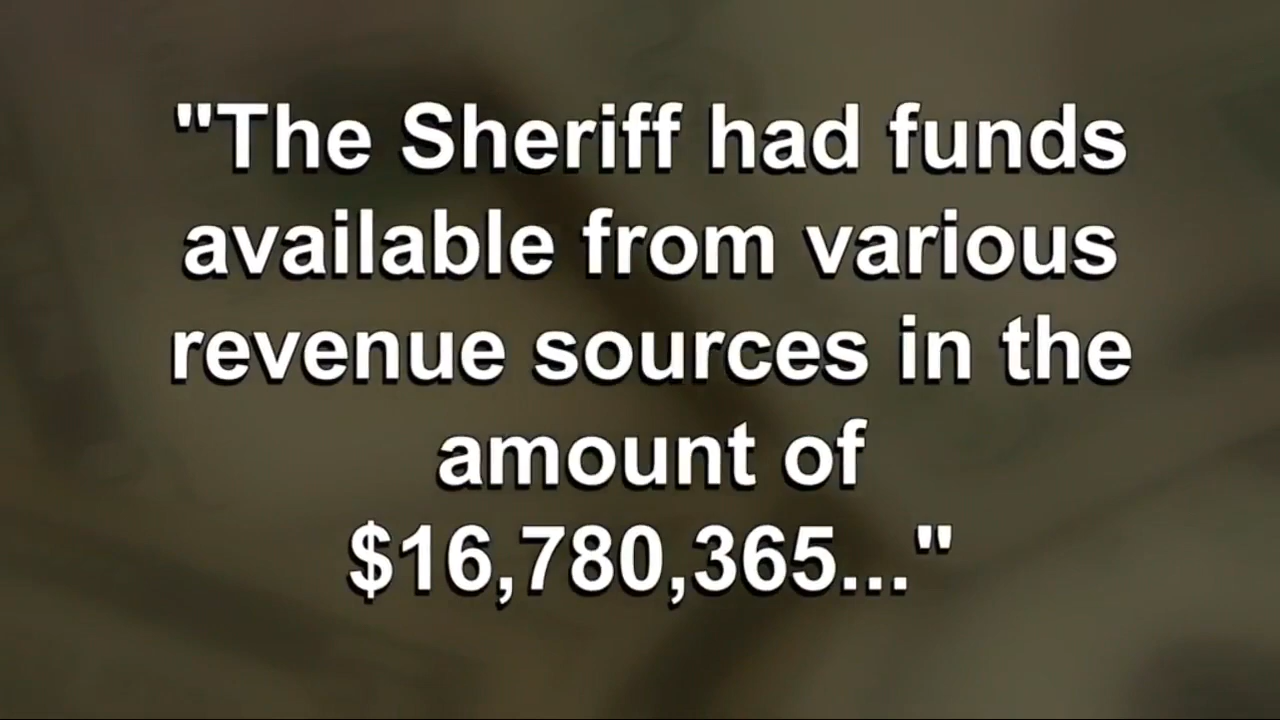 "The Sheriff had funds
available from various
revenue sources in the
amount of
$16,780,365..."